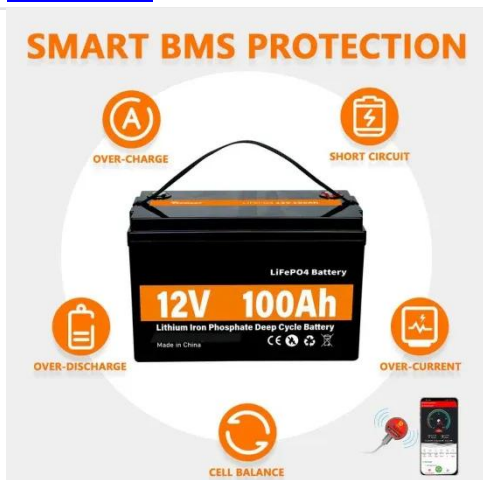 SMART BMS PROTECTION
OVER-CHARGE
SHORT CIRCUIT
LiFePO4 Battery
12V 100Ah
Lithium Iron Phosphate Deep Cycle Battery
Made in China
CE
OVER-DISCHARGE
OVER-CURRENT
CELL BALANCE